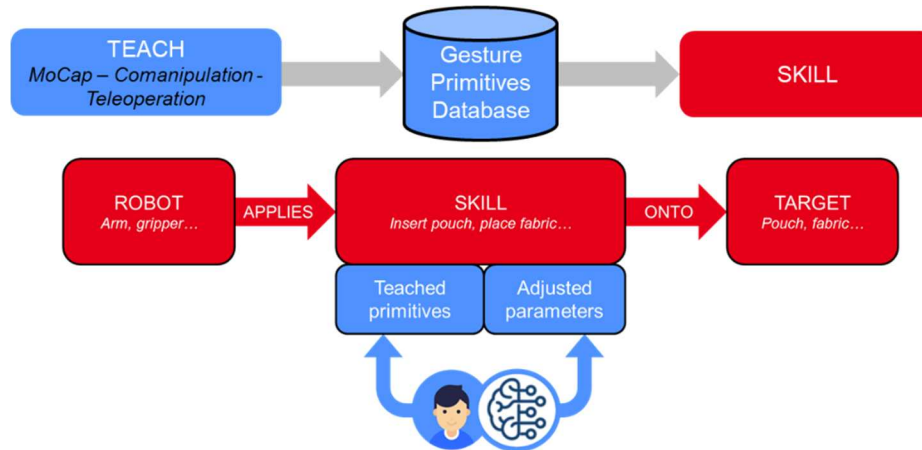 TEACH
MoCap – Comanipulation -
Teleoperation
Gesture
Primitives
Database
SKILL
ROBOT
Arm, gripper...
APPLIES
SKILL
Insert pouch, place fabric...
ONTO
TARGET
Pouch, fabric...
Teached
primitives
Adjusted
parameters